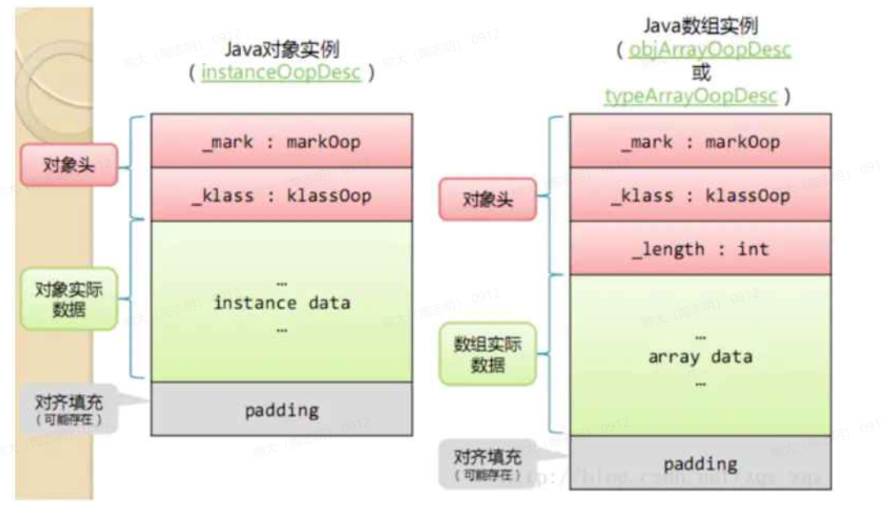 Java对象实例
（instanceOopDesc）
对象头
_mark : markOop
_klass : klassOop
对象实际
数据
…
instance data
…
对齐填充
（可能存在）
padding
Java数组实例
（objArrayOopDesc
或
typeArrayOopDesc）
对象头
_mark : markOop
_klass : klassOop
_length : int
数组实际
数据
…
array data
…
对齐填充
（可能存在）
padding